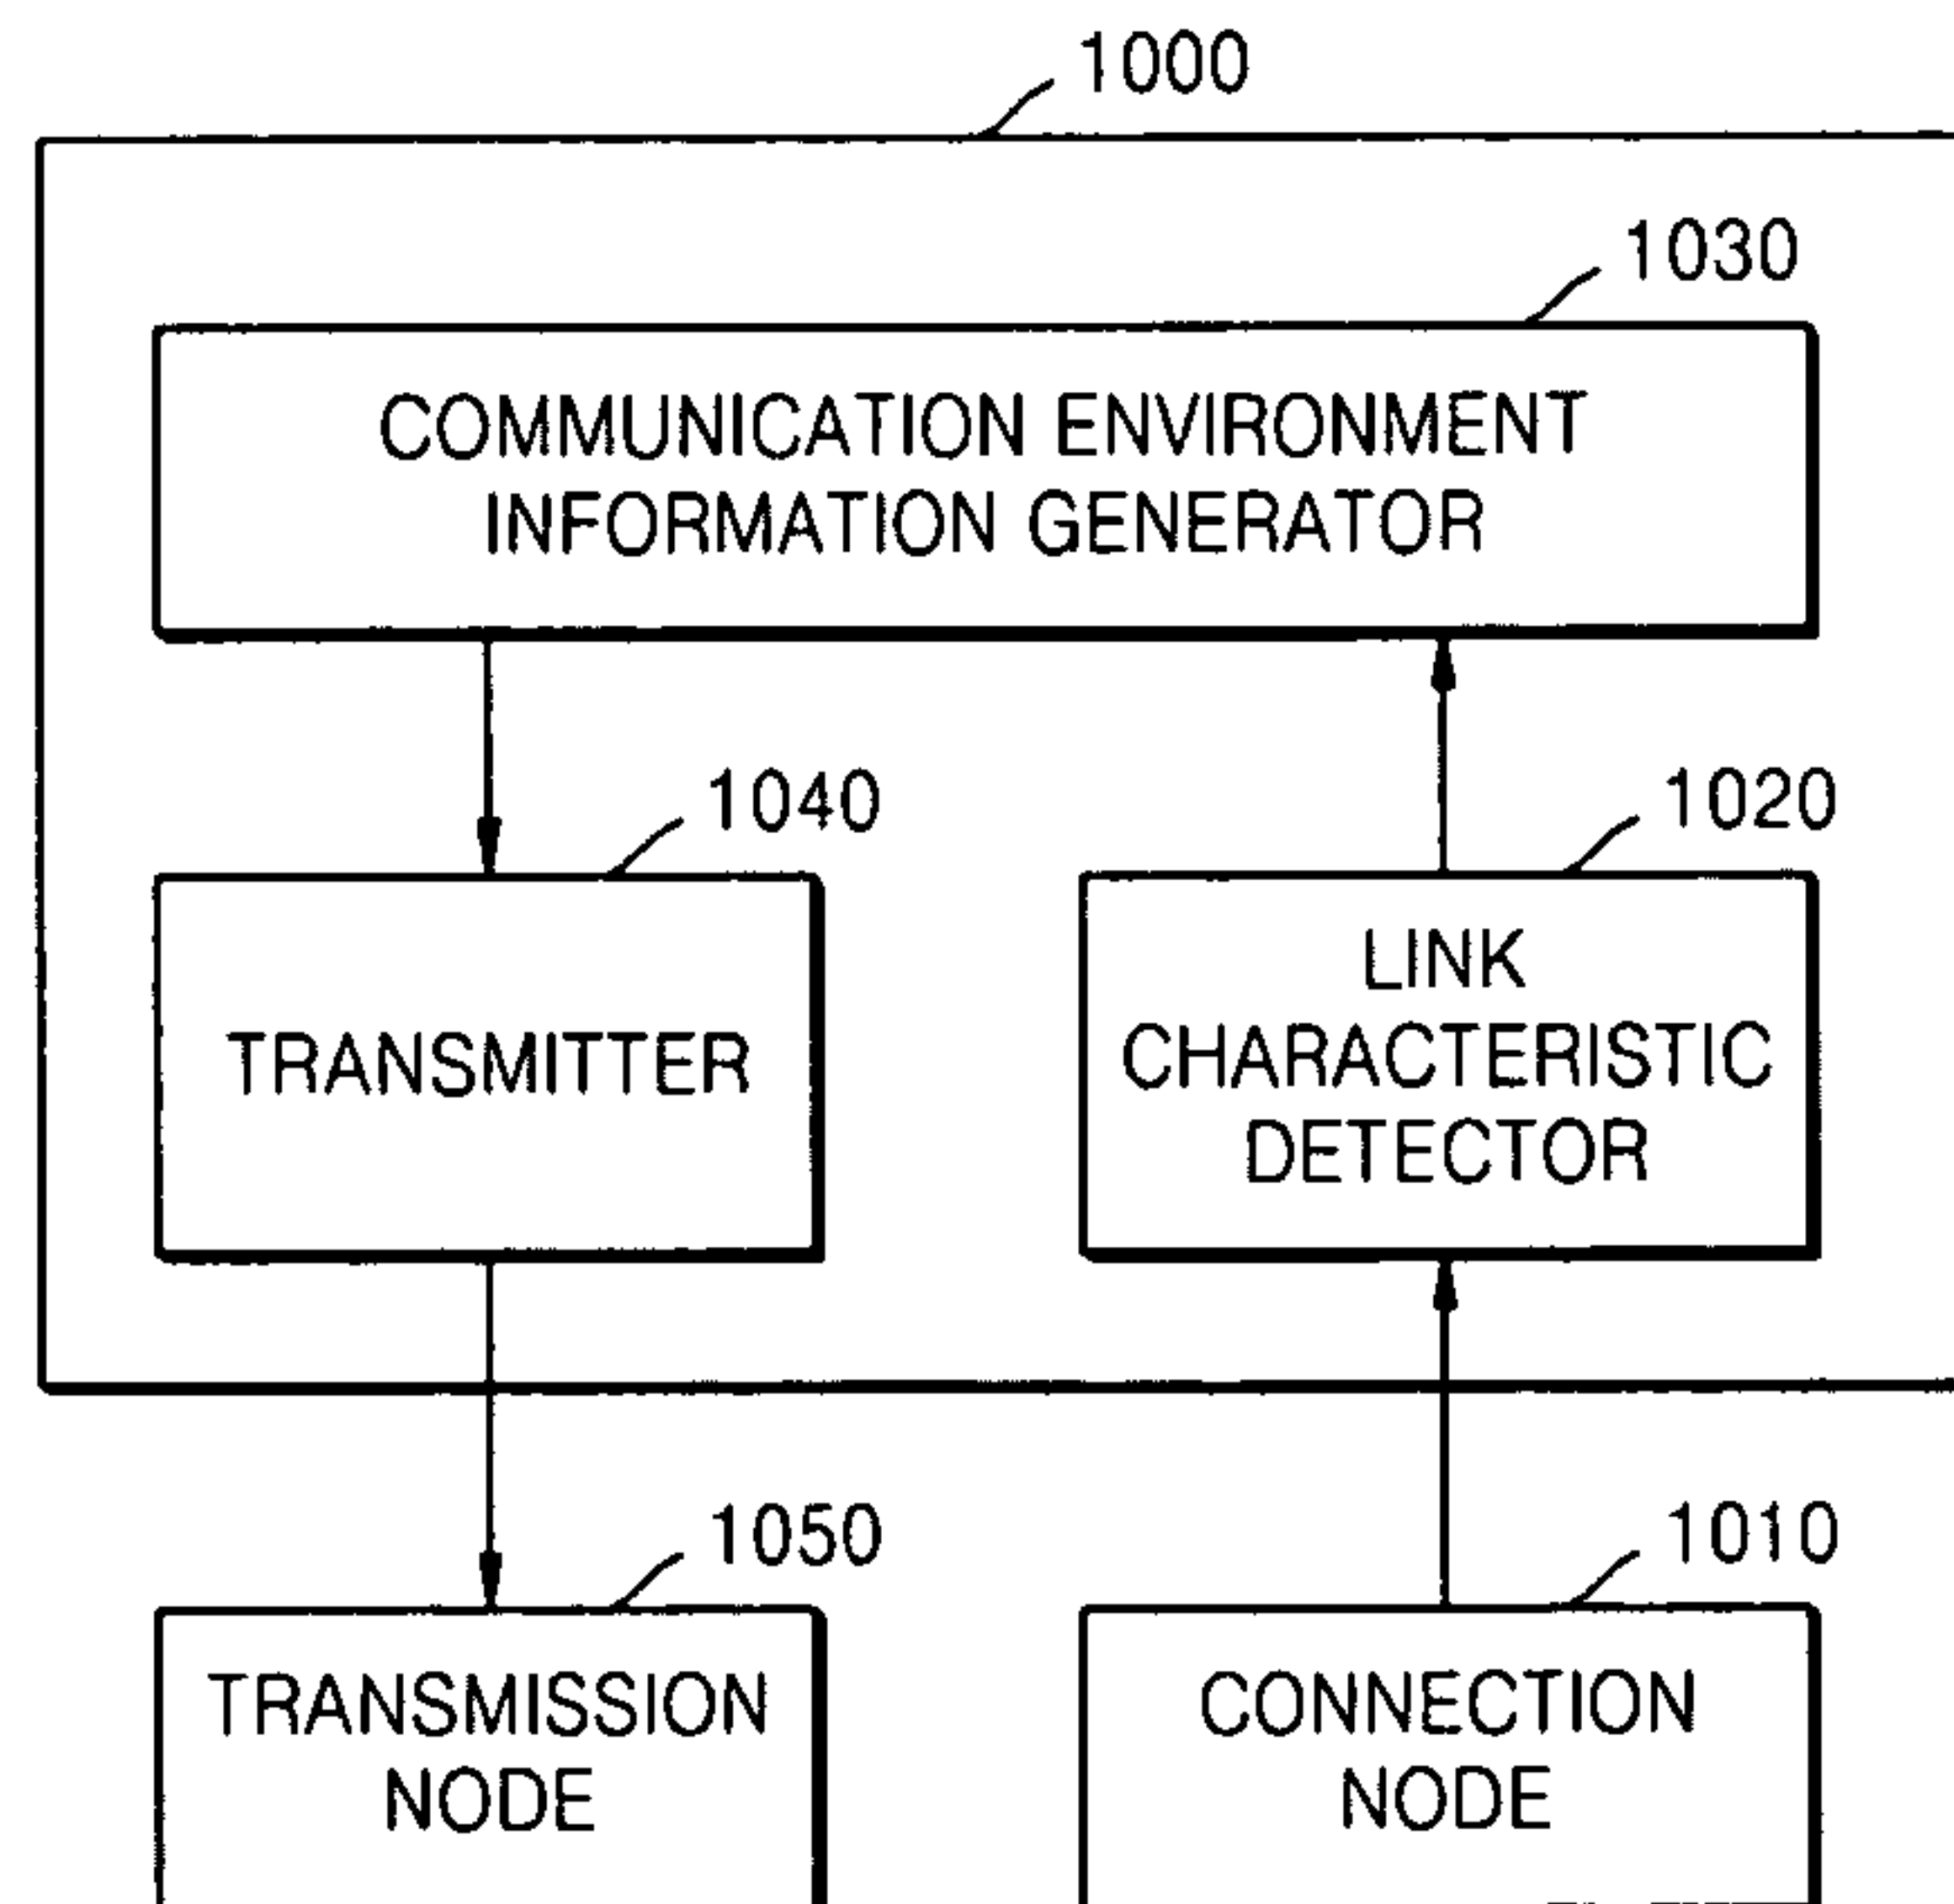 1000
1030
COMMUNICATION ENVIRONMENT
INFORMATION GENERATOR
1040
1020
TRANSMITTER
LINK
CHARACTERISTIC
DETECTOR
1050
1010
TRANSMISSION
NODE
CONNECTION
NODE